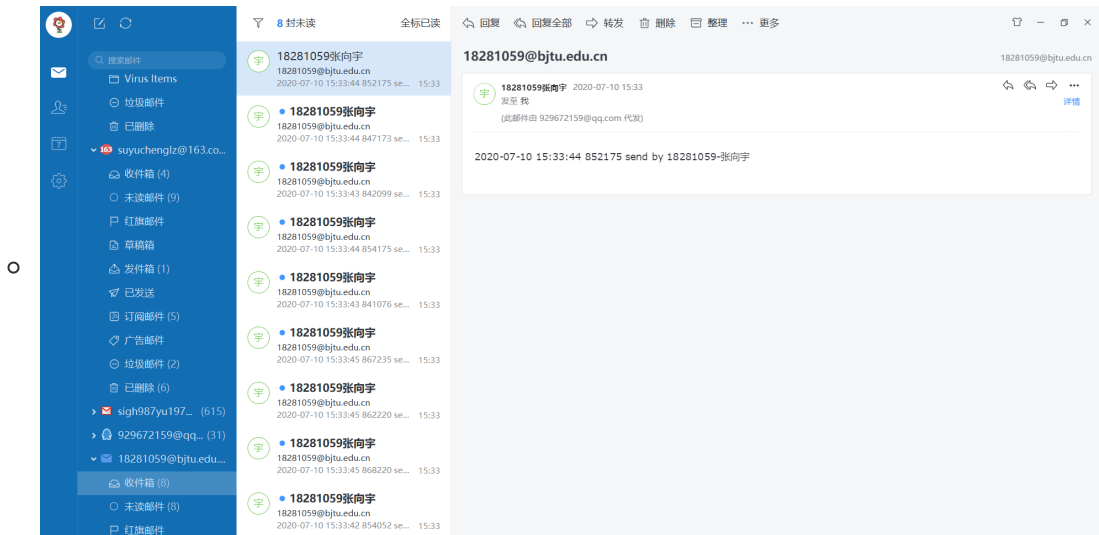 搜索邮件
Virus Items
垃圾邮件
已删除
163 suyuchenglz@163.co...
收件箱 (4)
未读邮件 (9)
红旗邮件
草稿箱
发件箱 (1)
已发送
订阅邮件 (5)
广告邮件
垃圾邮件 (2)
已删除 (6)
sigh987yu197... (615)
929672159@qq... (31)
18281059@bjtu.edu....
收件箱 (8)
未读邮件 (8)
红旗邮件
7
8 封未读 全标已读
宇 18281059张向宇
18281059@bjtu.edu.cn
2020-07-10 15:33:44 852175 se... 15:33
宇 18281059张向宇
18281059@bjtu.edu.cn
2020-07-10 15:33:44 847173 se... 15:33
宇 18281059张向宇
18281059@bjtu.edu.cn
2020-07-10 15:33:43 842099 se... 15:33
宇 18281059张向宇
18281059@bjtu.edu.cn
2020-07-10 15:33:44 854175 se... 15:33
宇 18281059张向宇
18281059@bjtu.edu.cn
2020-07-10 15:33:43 841076 se... 15:33
宇 18281059张向宇
18281059@bjtu.edu.cn
2020-07-10 15:33:45 867235 se... 15:33
宇 18281059张向宇
18281059@bjtu.edu.cn
2020-07-10 15:33:45 862220 se... 15:33
宇 18281059张向宇
18281059@bjtu.edu.cn
2020-07-10 15:33:45 868220 se... 15:33
宇 18281059张向宇
18281059@bjtu.edu.cn
2020-07-10 15:33:42 854052 se... 15:33
回复 回复全部 转发 删除 整理 ··· 更多
18281059@bjtu.edu.cn 18281059@bjtu.edu.cn
宇 18281059张向宇 2020-07-10 15:33
发至 我 详情
(此邮件由 929672159@qq.com 代发)
2020-07-10 15:33:44 852175 send by 18281059-张向宇